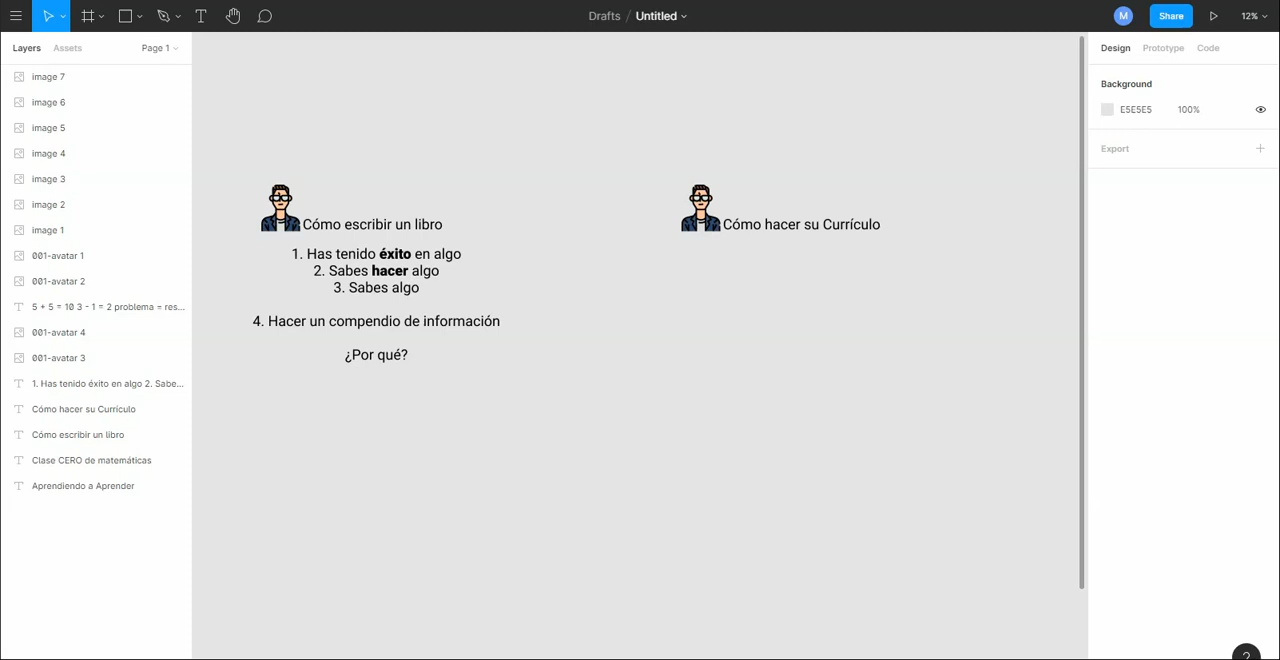 Drafts / Untitled
M
Share
12%
Layers
Assets
Page 1
Design
Prototype
Code
image 7
image 6
image 5
image 4
image 3
image 2
image 1
001-avatar 1
001-avatar 2
5 + 5 = 10 3 - 1 = 2 problema = res...
001-avatar 4
001-avatar 3
1. Has tenido éxito en algo 2. Sabe...
Cómo hacer su Currículo
Cómo escribir un libro
Clase CERO de matemáticas
Aprendiendo a Aprender
Cómo escribir un libro
1. Has tenido éxito en algo
2. Sabes hacer algo
3. Sabes algo
4. Hacer un compendio de información
¿Por qué?
Cómo hacer su Currículo
Background
E5E5E5 100%
Export
?